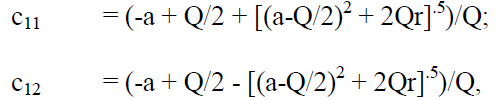 c₁₁ = (-a + Q/2 + [(a-Q/2)² + 2Qr]^.5)/Q;
c₁₂ = (-a + Q/2 - [(a-Q/2)² + 2Qr]^.5)/Q,